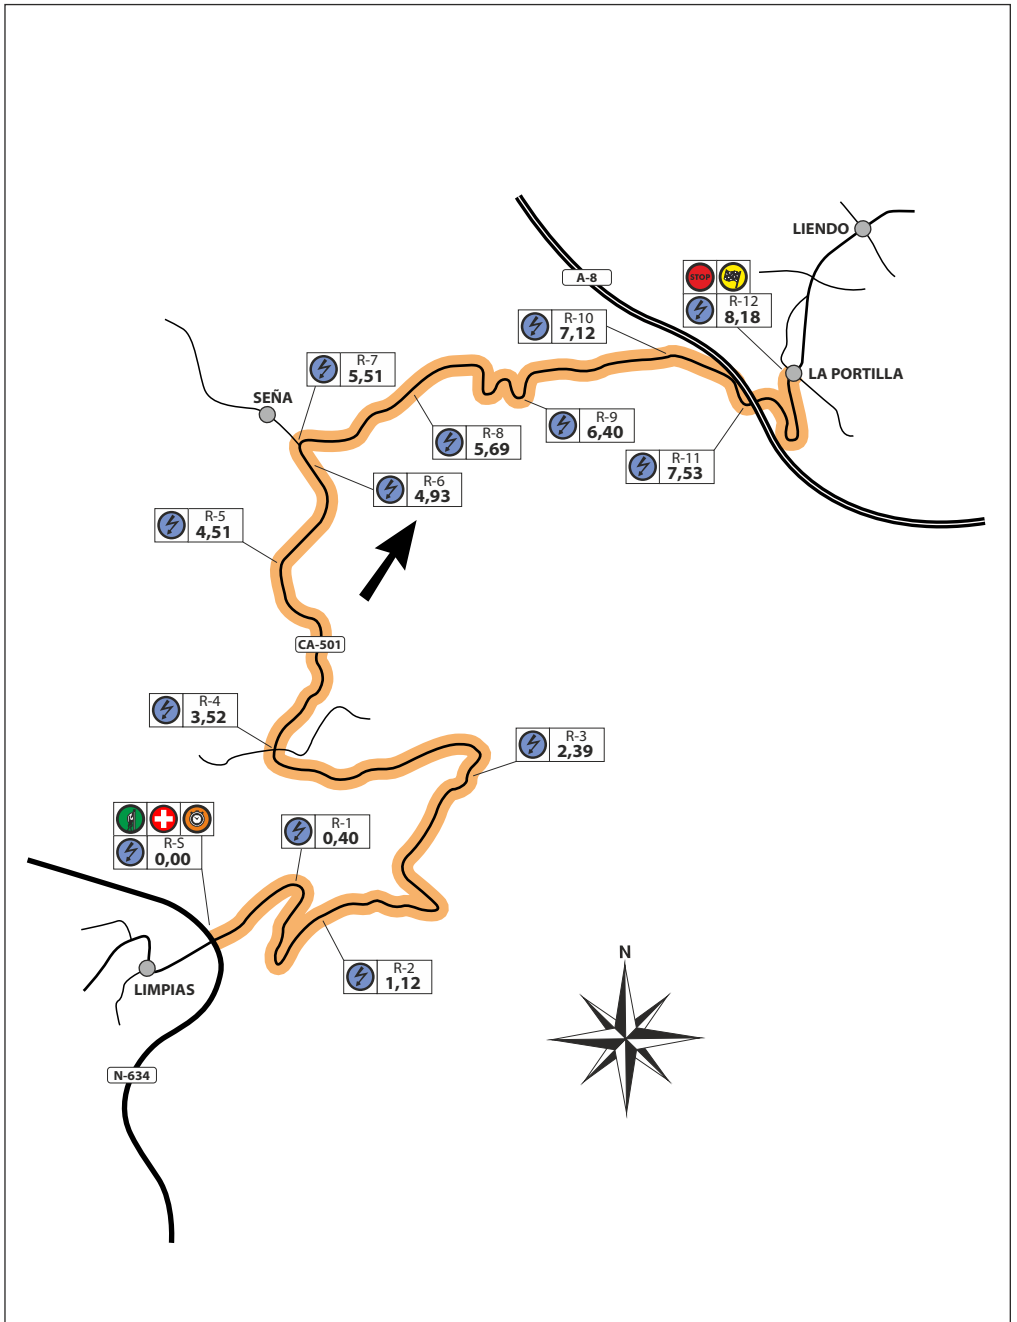 LIENDO
A-8
STOP
R-12
8,18
R-10
7,12
R-7
5,51
LA PORTILLA
SEÑA
R-9
6,40
R-8
5,69
R-11
7,53
R-6
4,93
R-5
4,51
CA-501
R-4
3,52
R-3
2,39
R-1
0,40
R-S
0,00
R-2
1,12
LIMPIAS
N
N-634